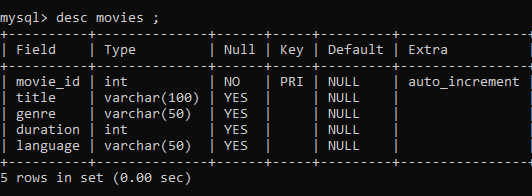 mysql> desc movies ;
+-----------+--------------+------+-----+---------+----------------+
| Field     | Type         | Null | Key | Default | Extra          |
+-----------+--------------+------+-----+---------+----------------+
| movie_id  | int          | NO   | PRI | NULL    | auto_increment |
| title     | varchar(100) | YES  |     | NULL    |                |
| genre     | varchar(50)  | YES  |     | NULL    |                |
| duration  | int          | YES  |     | NULL    |                |
| language  | varchar(50)  | YES  |     | NULL    |                |
+-----------+--------------+------+-----+---------+----------------+
5 rows in set (0.00 sec)